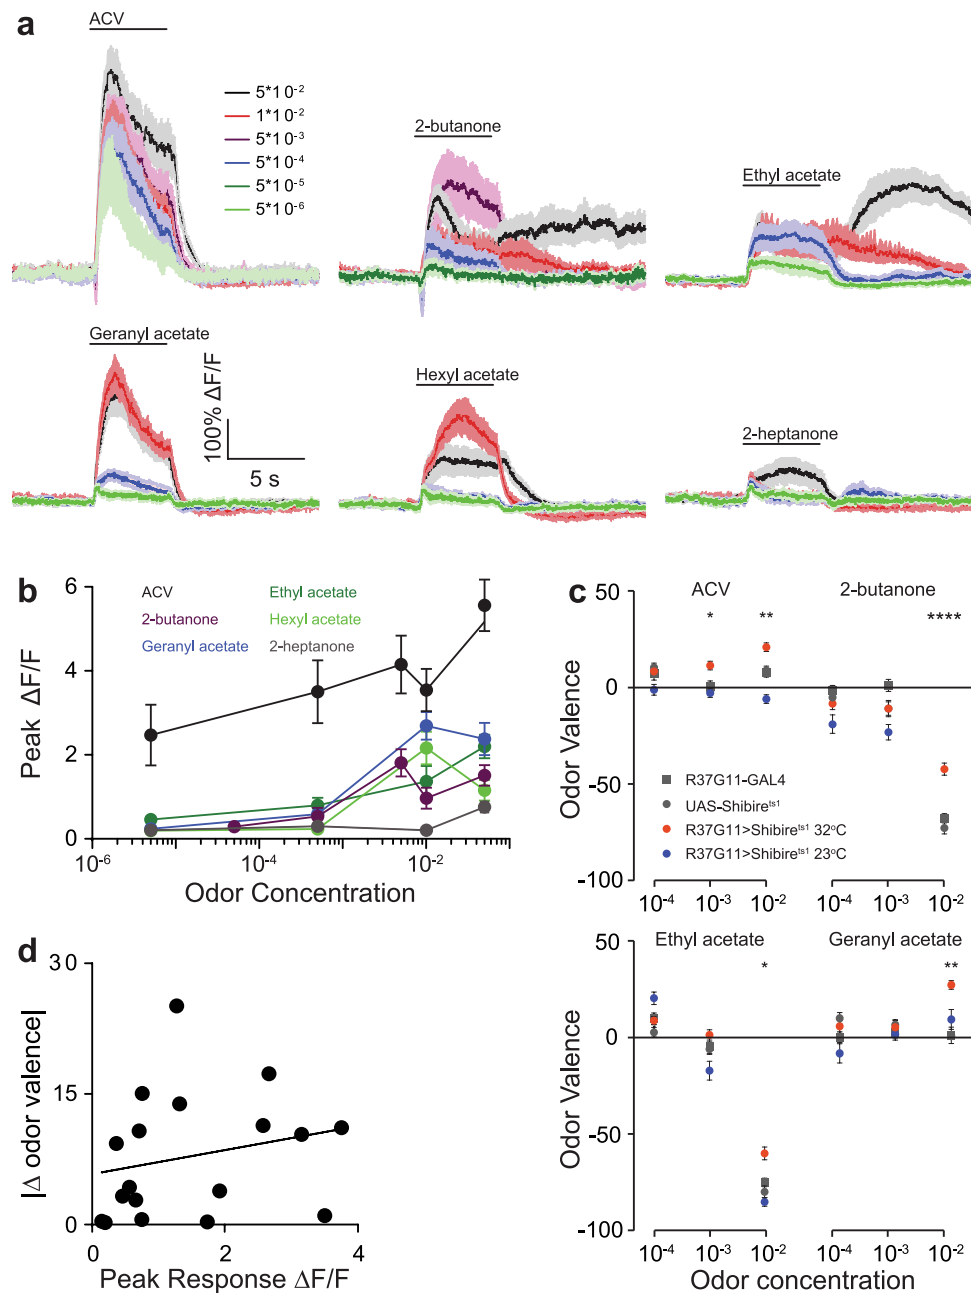 a
ACV
5*10⁻²
1*10⁻²
5*10⁻³
5*10⁻⁴
5*10⁻⁵
5*10⁻⁶
2-butanone
Ethyl acetate
Geranyl acetate
100% ΔF/F
5 s
Hexyl acetate
2-heptanone
b
6
4
2
0
Peak ΔF/F
ACV
Ethyl acetate
2-butanone
Hexyl acetate
Geranyl acetate
2-heptanone
10⁻⁶
10⁻⁴
10⁻²
Odor Concentration
c
50
0
-50
-100
Odor Valence
ACV
2-butanone
*
**
****
R37G11-GAL4
UAS-Shibireᵗˢ¹
R37G11>Shibireᵗˢ¹ 32°C
R37G11>Shibireᵗˢ¹ 23°C
10⁻⁴
10⁻³
10⁻²
10⁻⁴
10⁻³
10⁻²
50
0
-50
-100
Odor Valence
Ethyl acetate
Geranyl acetate
*
**
10⁻⁴
10⁻³
10⁻²
10⁻⁴
10⁻³
10⁻²
Odor concentration
d
30
15
0
|Δ odor valence|
0
2
4
Peak Response ΔF/F